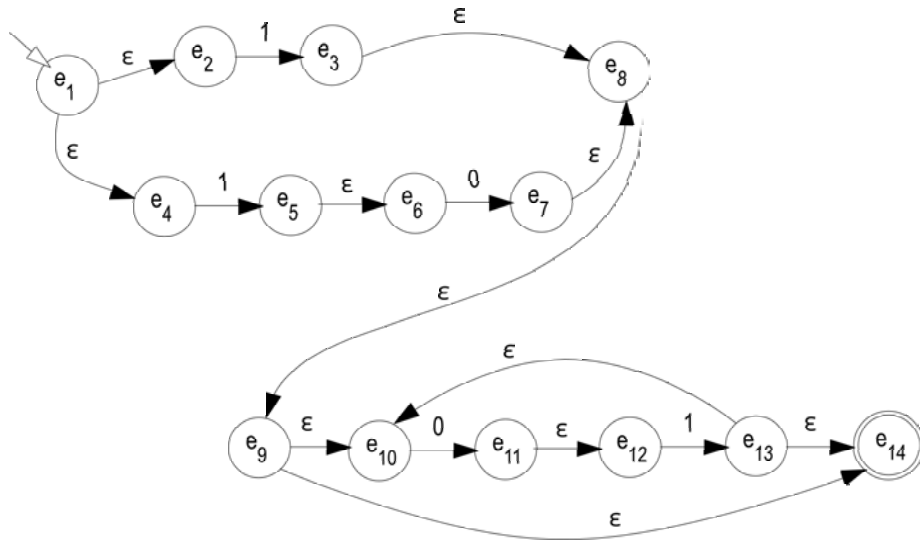 ε 1 ε
e1 e2 e3 e8
ε 1 ε 0 ε
e4 e5 e6 e7
ε
ε
ε 0 ε 1 ε
e9 e10 e11 e12 e13 e14
ε